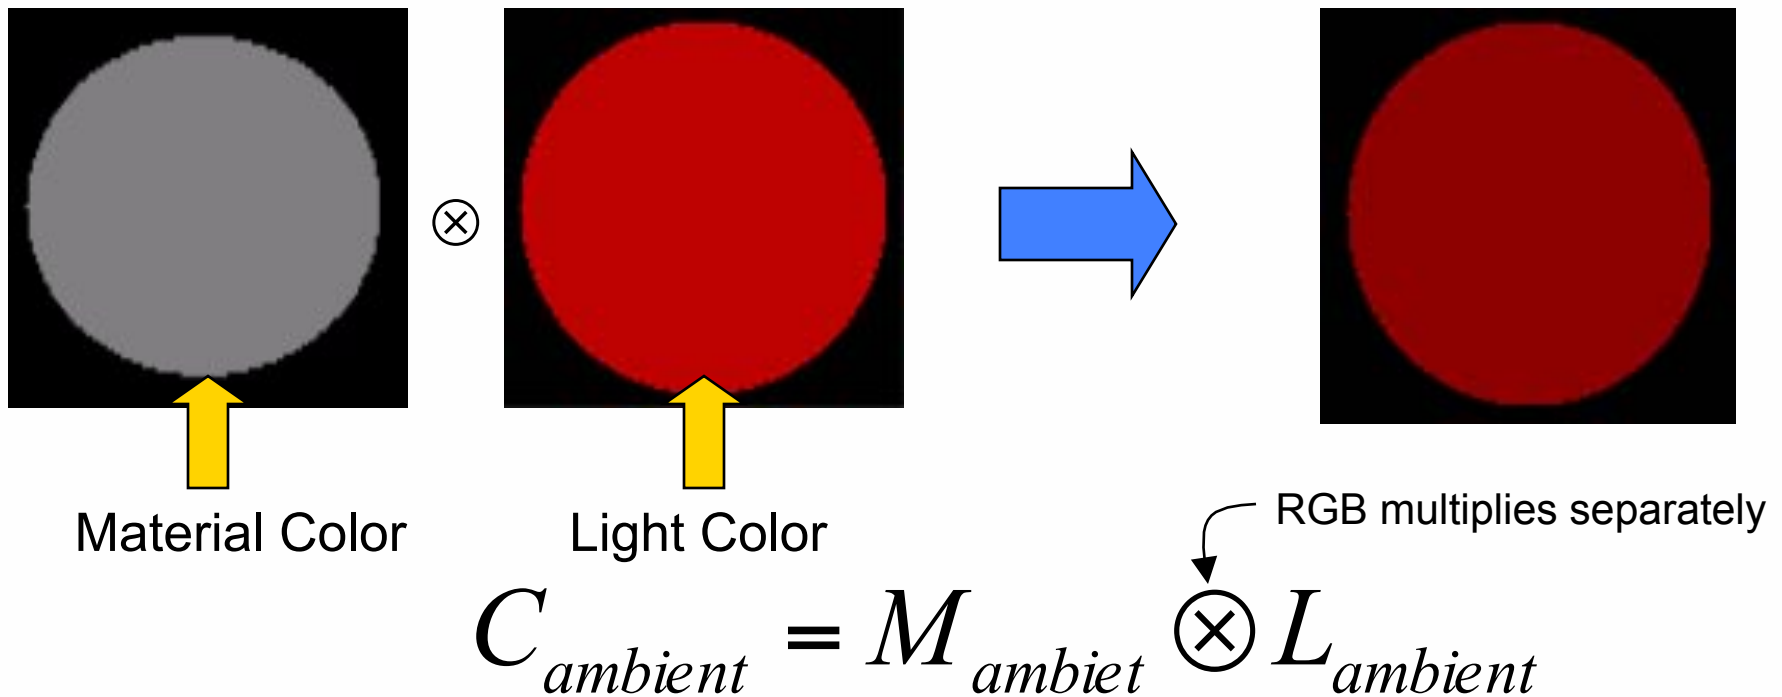 ⊗
Material Color
Light Color
RGB multiplies separately
C_ambient = M_ambiet ⊗ L_ambient